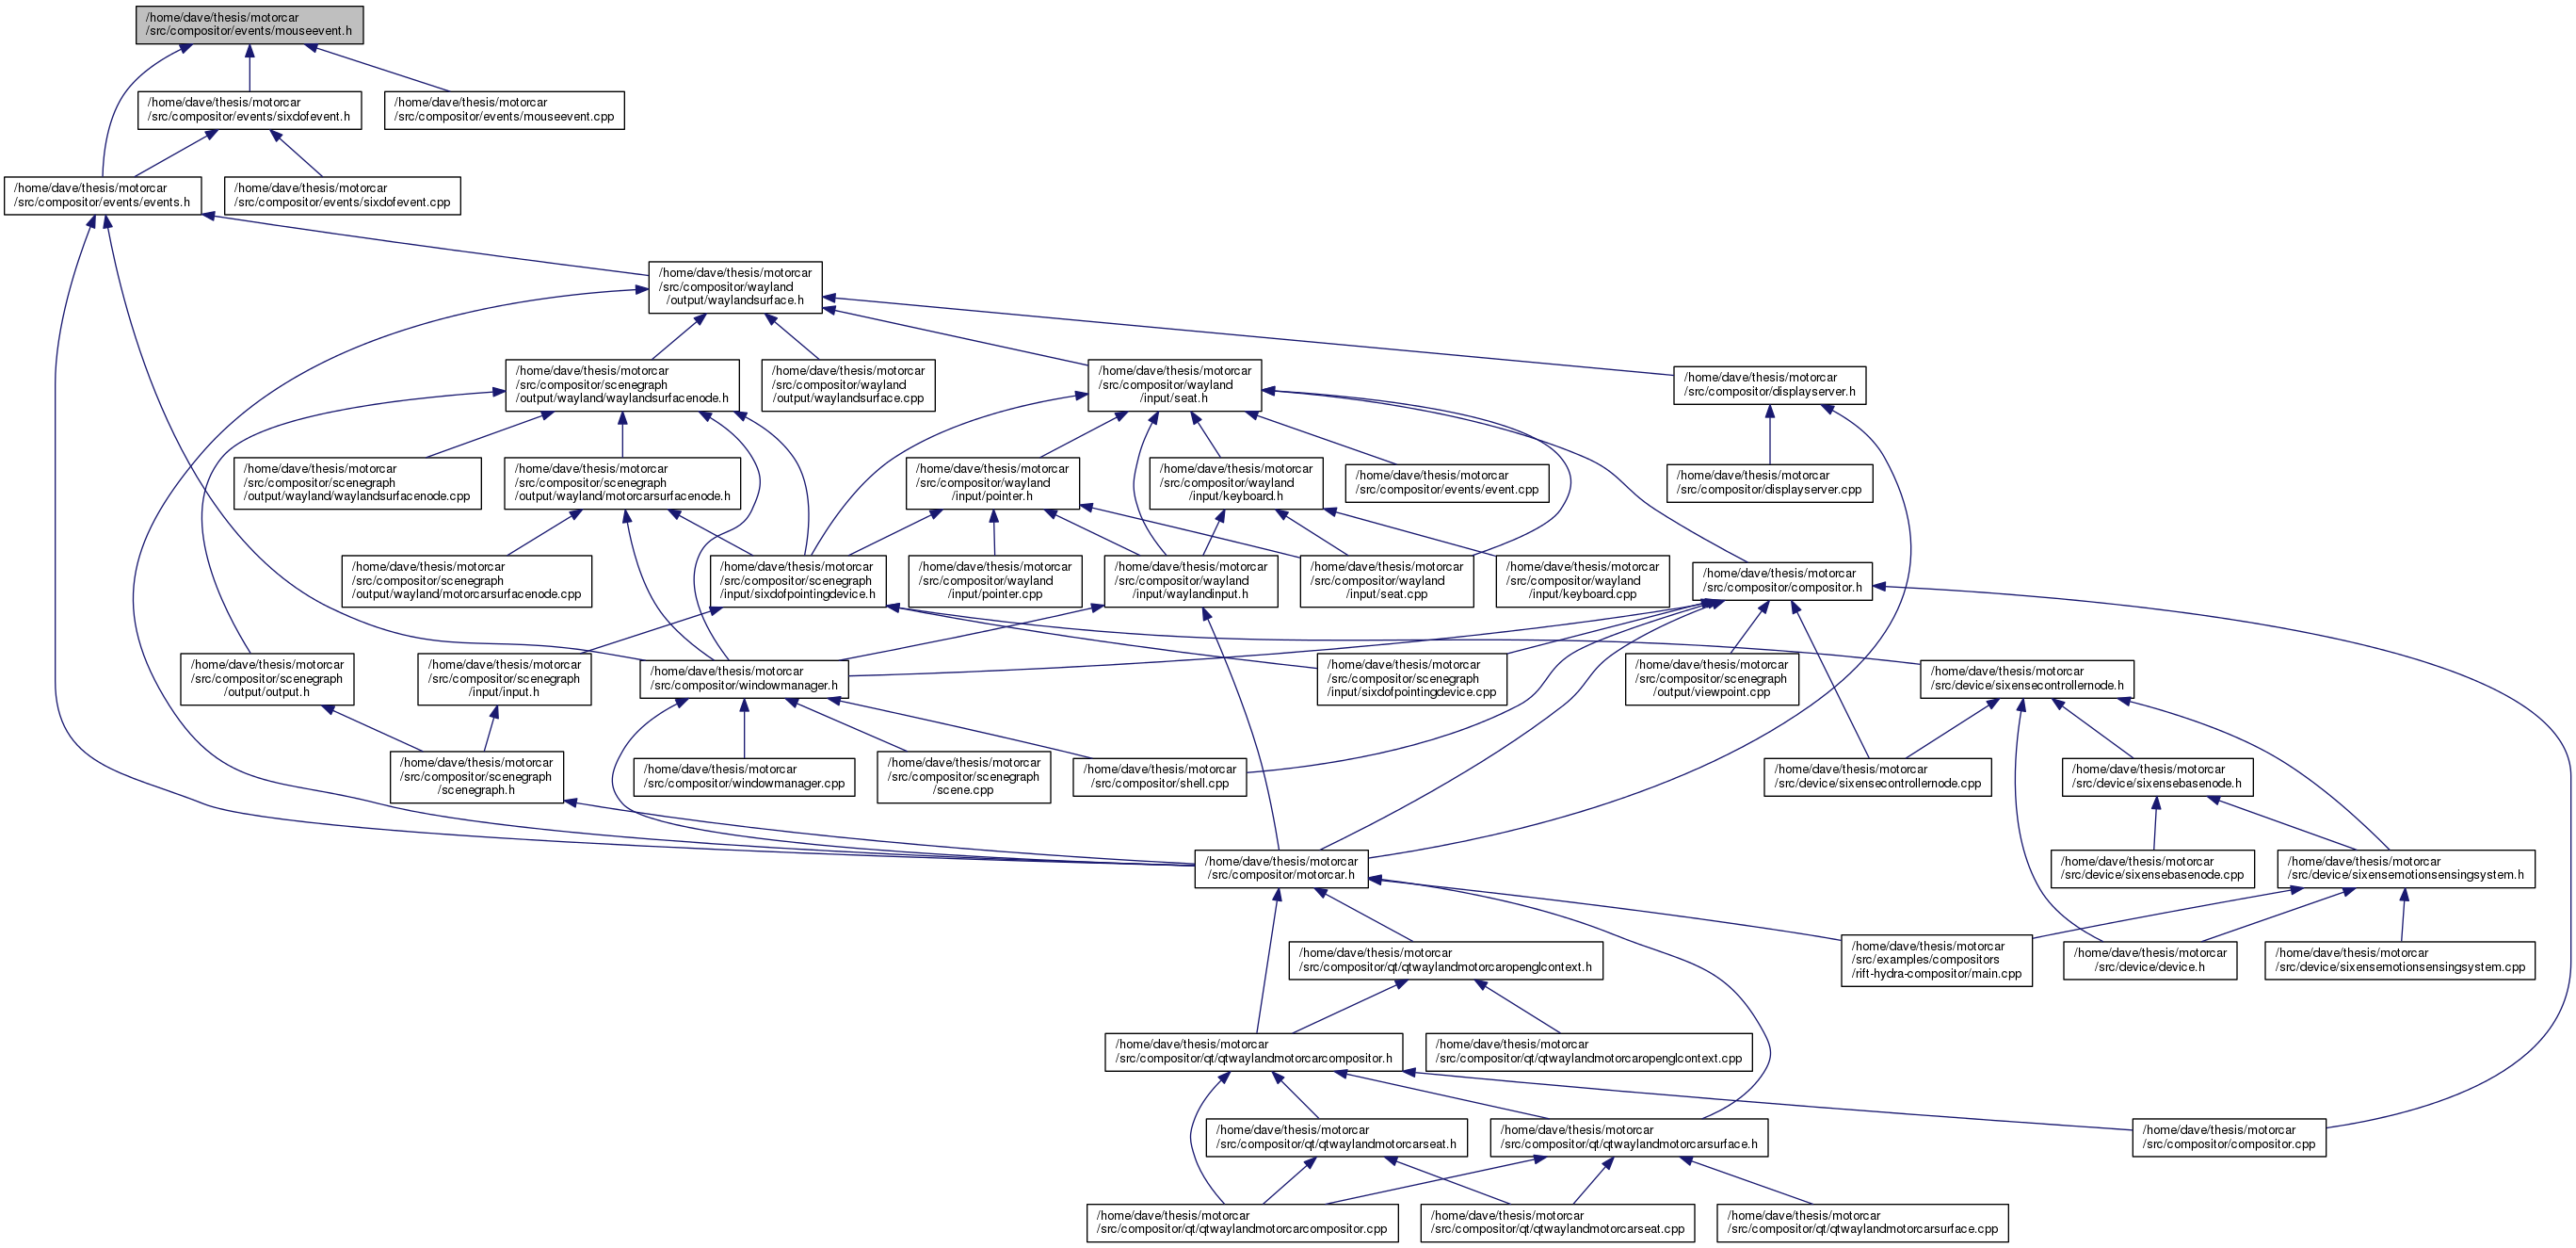 /home/dave/thesis/motorcar
/src/compositor/events/mouseevent.h
/home/dave/thesis/motorcar
/src/compositor/events/sixdofevent.h
/home/dave/thesis/motorcar
/src/compositor/events/mouseevent.cpp
/home/dave/thesis/motorcar
/src/compositor/events/events.h
/home/dave/thesis/motorcar
/src/compositor/events/sixdofevent.cpp
/home/dave/thesis/motorcar
/src/compositor/wayland
/output/waylandsurface.h
/home/dave/thesis/motorcar
/src/compositor/scenegraph
/output/wayland/waylandsurfacenode.h
/home/dave/thesis/motorcar
/src/compositor/wayland
/output/waylandsurface.cpp
/home/dave/thesis/motorcar
/src/compositor/wayland
/input/seat.h
/home/dave/thesis/motorcar
/src/compositor/displayserver.h
/home/dave/thesis/motorcar
/src/compositor/scenegraph
/output/wayland/waylandsurfacenode.cpp
/home/dave/thesis/motorcar
/src/compositor/scenegraph
/output/wayland/motorcarsurfacenode.h
/home/dave/thesis/motorcar
/src/compositor/wayland
/input/pointer.h
/home/dave/thesis/motorcar
/src/compositor/wayland
/input/keyboard.h
/home/dave/thesis/motorcar
/src/compositor/events/event.cpp
/home/dave/thesis/motorcar
/src/compositor/displayserver.cpp
/home/dave/thesis/motorcar
/src/compositor/scenegraph
/output/wayland/motorcarsurfacenode.cpp
/home/dave/thesis/motorcar
/src/compositor/scenegraph
/input/sixdofpointingdevice.h
/home/dave/thesis/motorcar
/src/compositor/wayland
/input/pointer.cpp
/home/dave/thesis/motorcar
/src/compositor/wayland
/input/waylandinput.h
/home/dave/thesis/motorcar
/src/compositor/wayland
/input/seat.cpp
/home/dave/thesis/motorcar
/src/compositor/wayland
/input/keyboard.cpp
/home/dave/thesis/motorcar
/src/compositor/compositor.h
/home/dave/thesis/motorcar
/src/compositor/scenegraph
/output/output.h
/home/dave/thesis/motorcar
/src/compositor/scenegraph
/input/input.h
/home/dave/thesis/motorcar
/src/compositor/windowmanager.h
/home/dave/thesis/motorcar
/src/compositor/scenegraph
/input/sixdofpointingdevice.cpp
/home/dave/thesis/motorcar
/src/compositor/scenegraph
/output/viewpoint.cpp
/home/dave/thesis/motorcar
/src/device/sixensecontrollernode.h
/home/dave/thesis/motorcar
/src/compositor/scenegraph
/scenegraph.h
/home/dave/thesis/motorcar
/src/compositor/windowmanager.cpp
/home/dave/thesis/motorcar
/src/compositor/scenegraph
/scene.cpp
/home/dave/thesis/motorcar
/src/compositor/shell.cpp
/home/dave/thesis/motorcar
/src/device/sixensecontrollernode.cpp
/home/dave/thesis/motorcar
/src/device/sixensebasenode.h
/home/dave/thesis/motorcar
/src/compositor/motorcar.h
/home/dave/thesis/motorcar
/src/device/sixensebasenode.cpp
/home/dave/thesis/motorcar
/src/device/sixensemotionsensingsystem.h
/home/dave/thesis/motorcar
/src/compositor/qt/qtwaylandmotorcaropenglcontext.h
/home/dave/thesis/motorcar
/src/examples/compositors
/rift-hydra-compositor/main.cpp
/home/dave/thesis/motorcar
/src/device/device.h
/home/dave/thesis/motorcar
/src/device/sixensemotionsensingsystem.cpp
/home/dave/thesis/motorcar
/src/compositor/qt/qtwaylandmotorcarcompositor.h
/home/dave/thesis/motorcar
/src/compositor/qt/qtwaylandmotorcaropenglcontext.cpp
/home/dave/thesis/motorcar
/src/compositor/qt/qtwaylandmotorcarseat.h
/home/dave/thesis/motorcar
/src/compositor/qt/qtwaylandmotorcarsurface.h
/home/dave/thesis/motorcar
/src/compositor/compositor.cpp
/home/dave/thesis/motorcar
/src/compositor/qt/qtwaylandmotorcarcompositor.cpp
/home/dave/thesis/motorcar
/src/compositor/qt/qtwaylandmotorcarseat.cpp
/home/dave/thesis/motorcar
/src/compositor/qt/qtwaylandmotorcarsurface.cpp